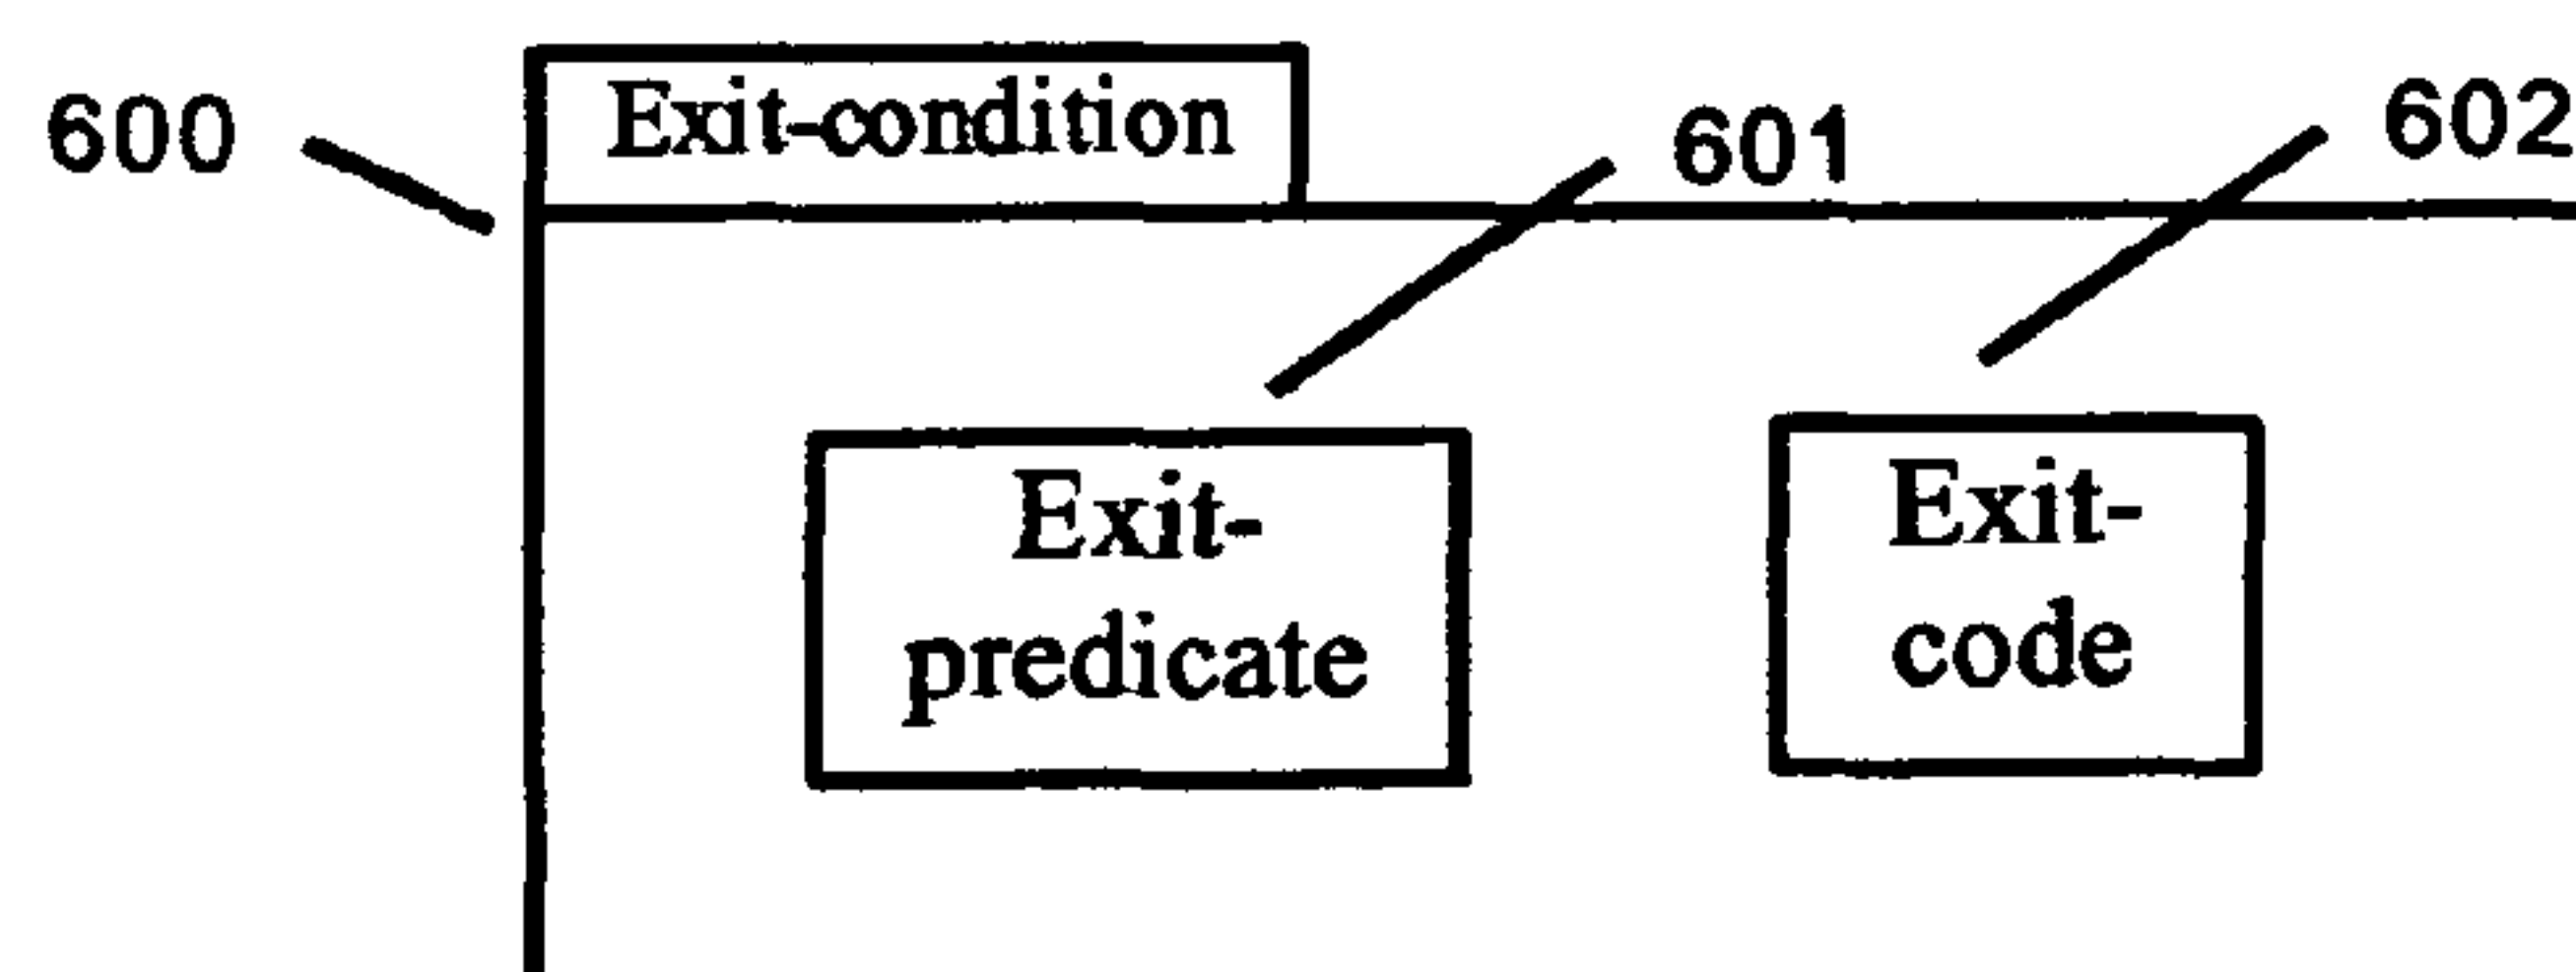 600
Exit-condition
601
602
Exit-
predicate
Exit-
code